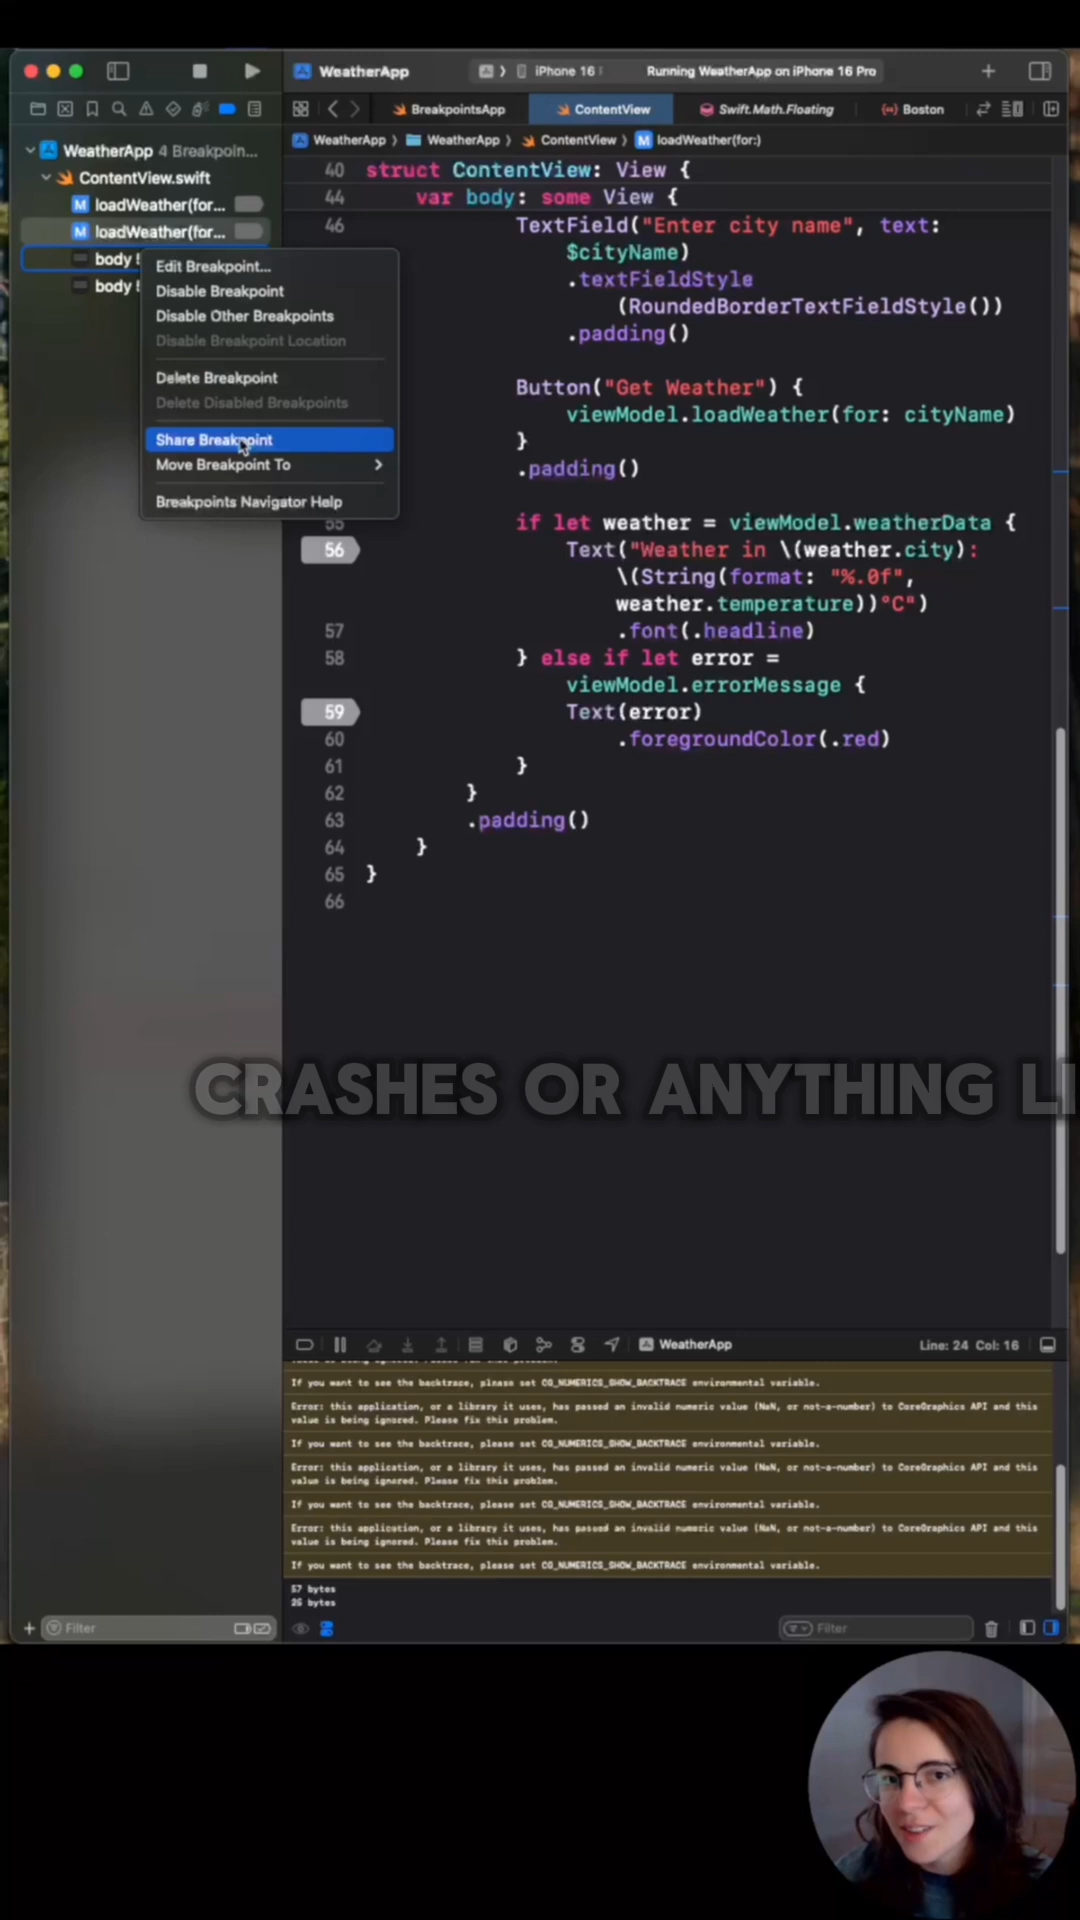 WeatherApp
iPhone 16
Running WeatherApp on iPhone 16 Pro
BreakpointsApp
ContentView
Swift.Math.Floating
Boston
WeatherApp
WeatherApp
ContentView
loadWeather(for:)
WeatherApp 4 Breakpoin...
ContentView.swift
loadWeather(for...
loadWeather(for...
body
body
Edit Breakpoint...
Disable Breakpoint
Disable Other Breakpoints
Disable Breakpoint Location
Delete Breakpoint
Delete Disabled Breakpoints
Share Breakpoint
Move Breakpoint To
Breakpoints Navigator Help
40 struct ContentView: View {
44 var body: some View {
46 TextField("Enter city name", text:
$cityName)
.textFieldStyle
(RoundedBorderTextFieldStyle())
.padding()
Button("Get Weather") {
viewModel.loadWeather(for: cityName)
}
.padding()
55 if let weather = viewModel.weatherData {
56 Text("Weather in \(weather.city):
\(String(format: "%.0f",
weather.temperature))°C")
57 .font(.headline)
58 } else if let error =
viewModel.errorMessage {
59 Text(error)
60 .foregroundColor(.red)
61 }
62 }
63 .padding()
64 }
65 }
66
CRASHES OR ANYTHING LI
WeatherApp
Line: 24 Col: 16
If you want to see the backtrace, please set CG_NUMERICS_SHOW_BACKTRACE environmental variable.
Error: this application, or a library it uses, has passed an invalid numeric value (NaN, or not-a-number) to CoreGraphics API and this
value is being ignored. Please fix this problem.
If you want to see the backtrace, please set CG_NUMERICS_SHOW_BACKTRACE environmental variable.
Error: this application, or a library it uses, has passed an invalid numeric value (NaN, or not-a-number) to CoreGraphics API and this
value is being ignored. Please fix this problem.
If you want to see the backtrace, please set CG_NUMERICS_SHOW_BACKTRACE environmental variable.
Error: this application, or a library it uses, has passed an invalid numeric value (NaN, or not-a-number) to CoreGraphics API and this
value is being ignored. Please fix this problem.
If you want to see the backtrace, please set CG_NUMERICS_SHOW_BACKTRACE environmental variable.
57 bytes
26 bytes
Filter
Filter